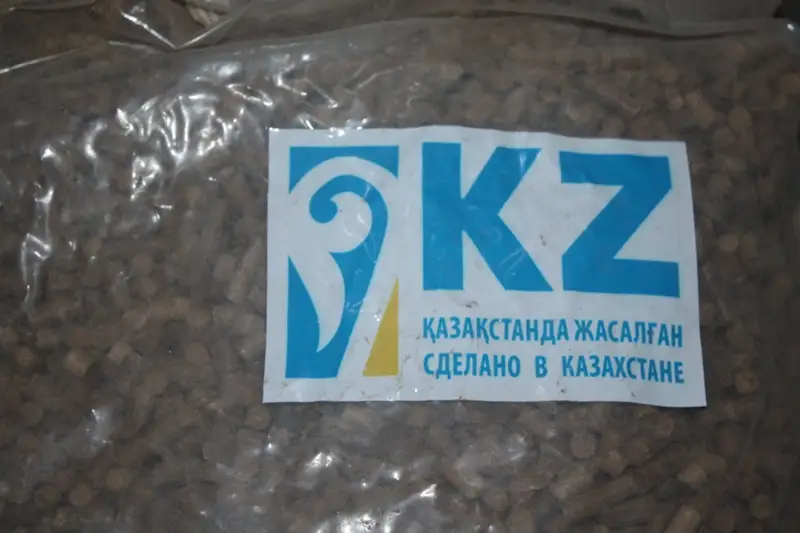 KZ
ҚАЗАҚСТАНДА ЖАСАЛҒАН
СДЕЛАНО В КАЗАХСТАНЕ